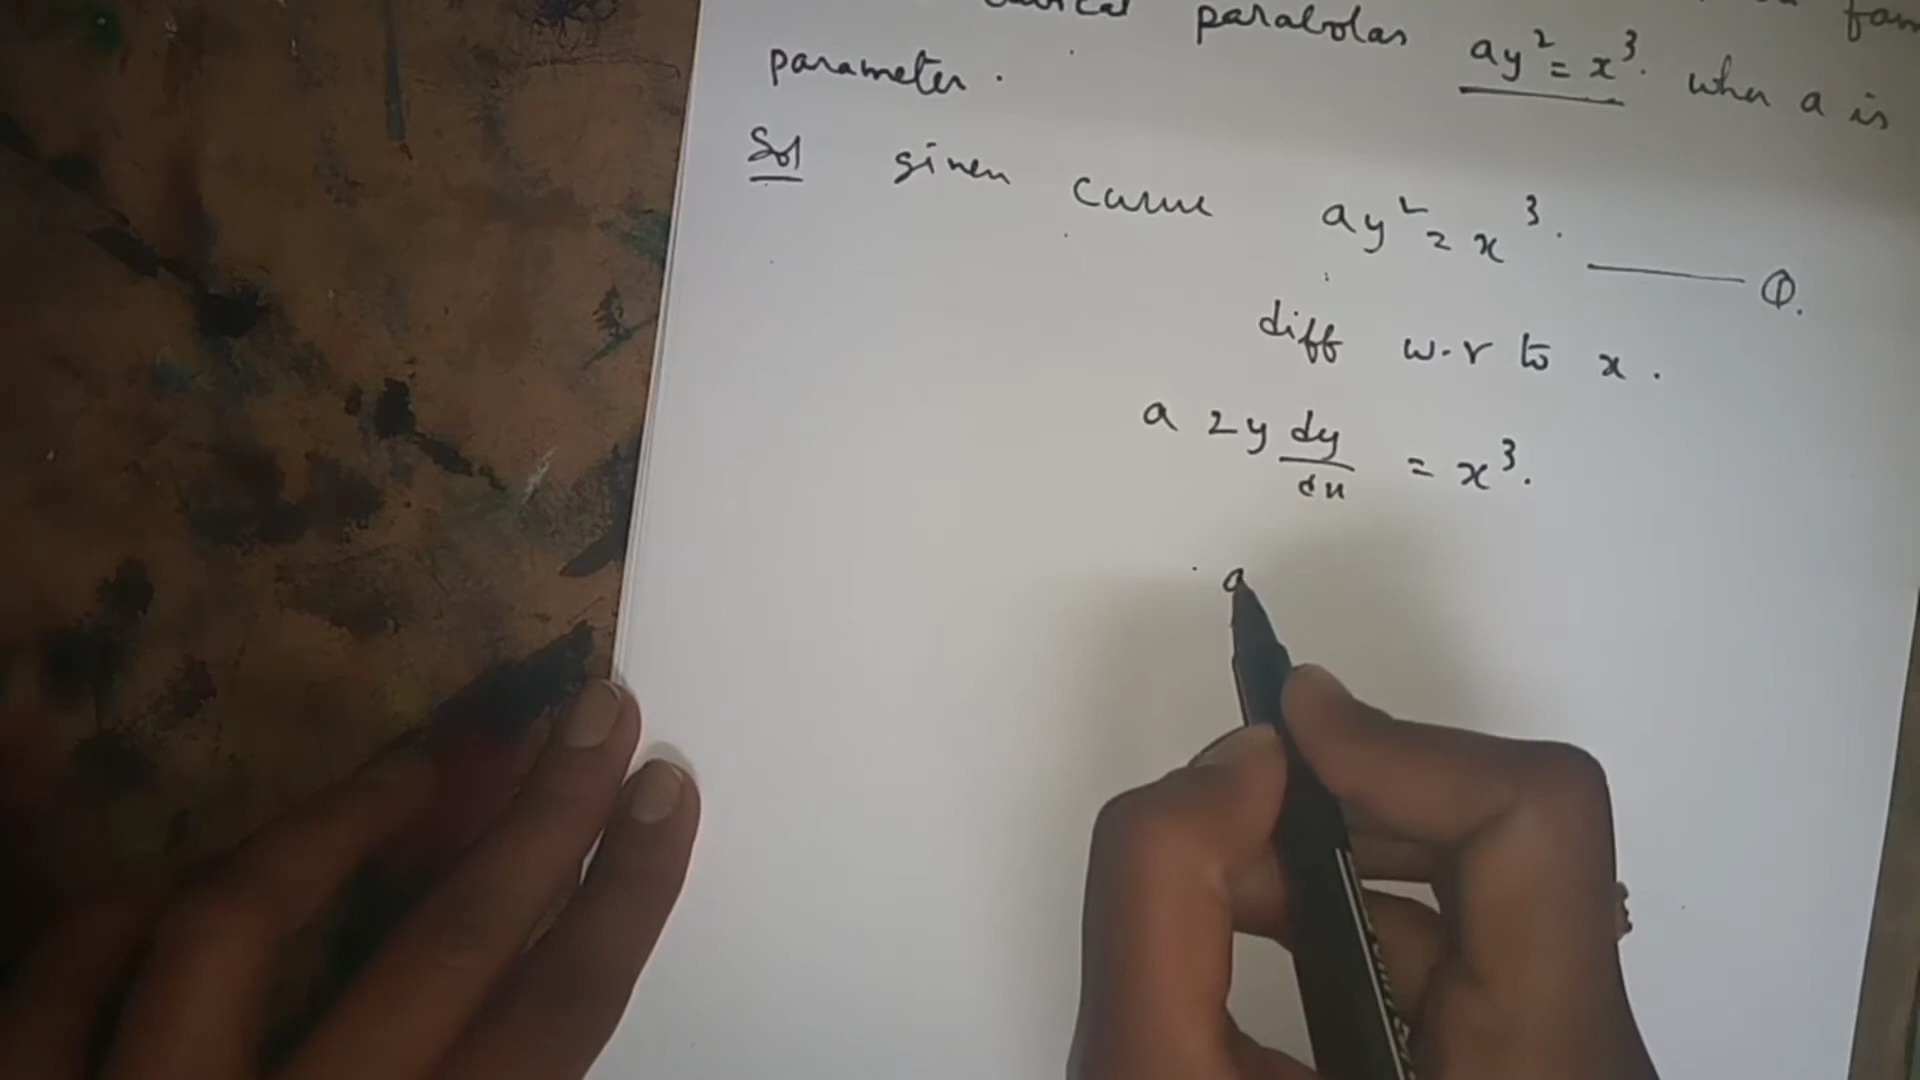 parabolas ay² = x³. when a is
parameter.
Sol given curve ay² = x³. ——— ①.
diff w.r to x.
a 2y dy/dx = x³.
a